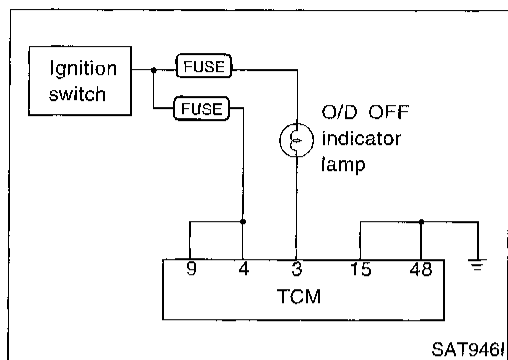 Ignition
switch
FUSE
FUSE
O/D OFF
indicator
lamp
9 4 3 15 48
TCM
SAT946I